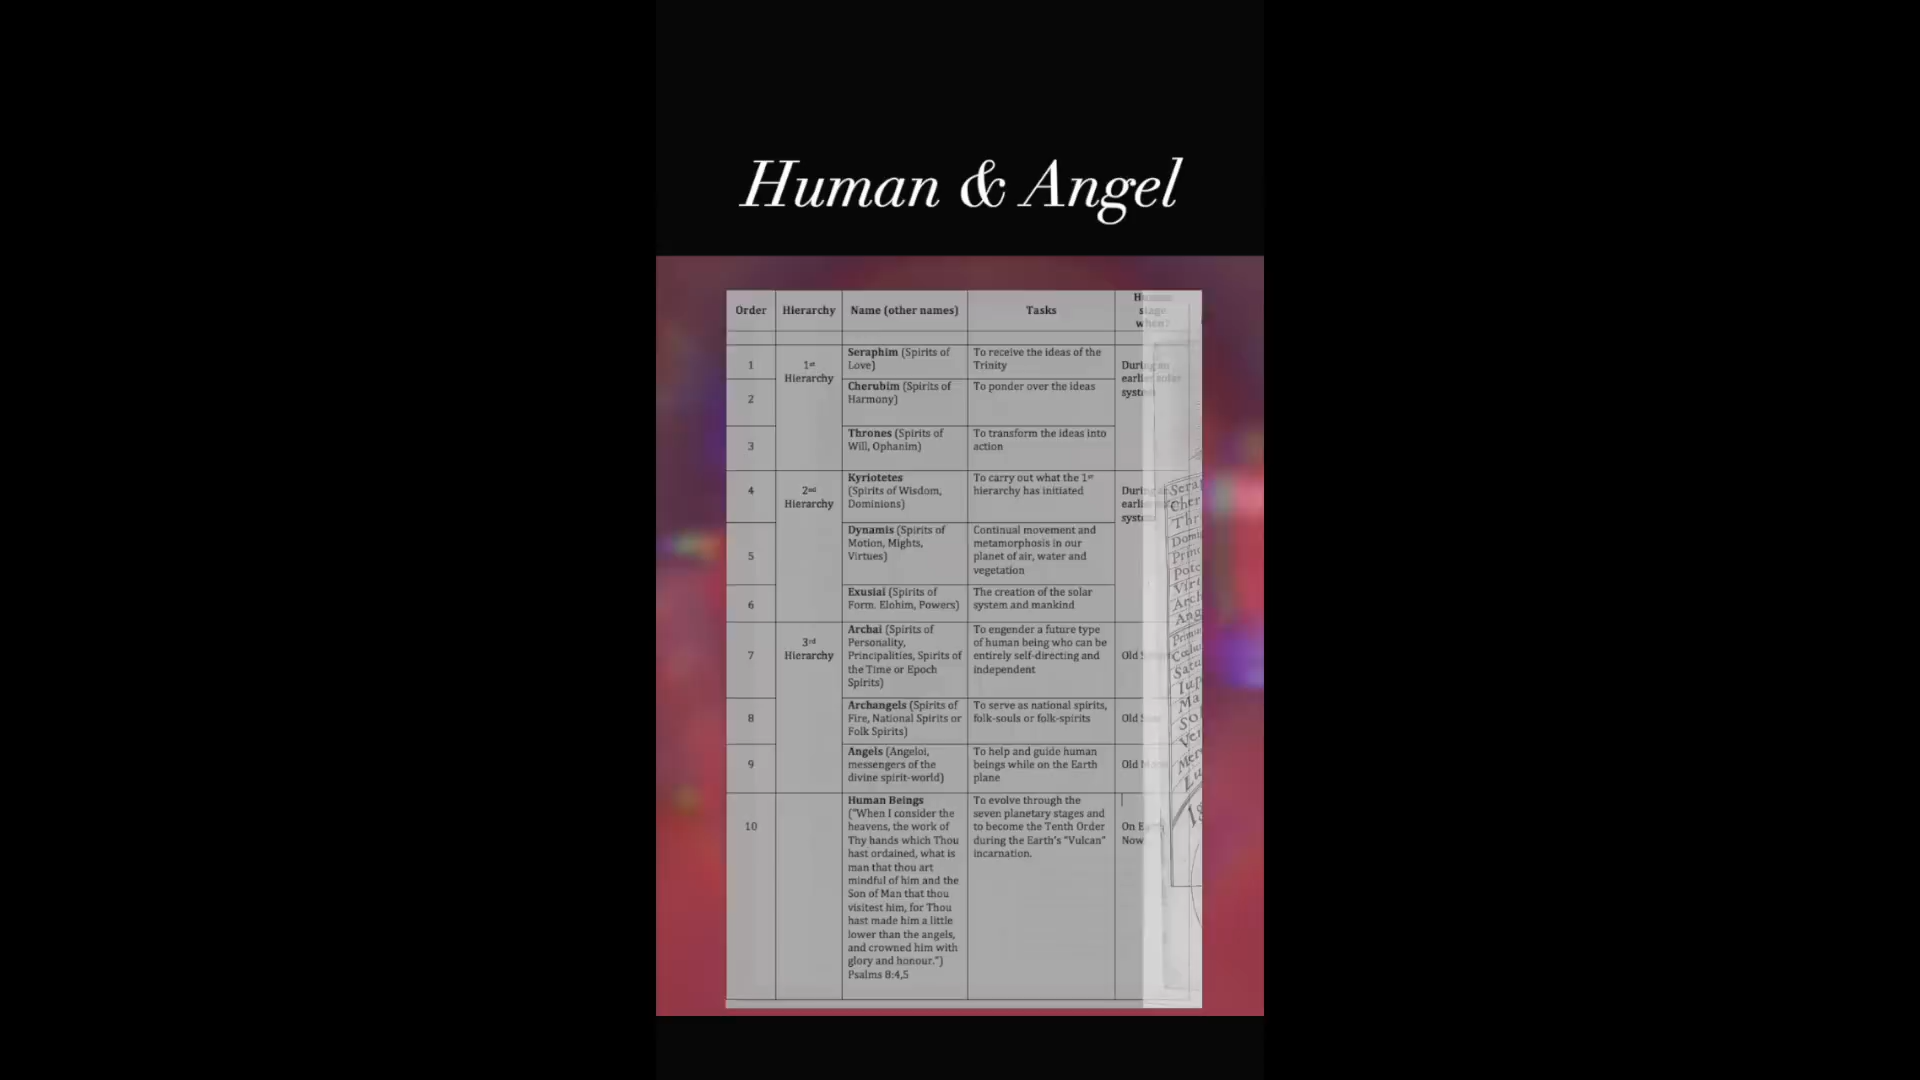 Human & Angel
Order Hierarchy Name (other names) Tasks
stage
when?
1 1st Hierarchy Seraphim (Spirits of Love) To receive the ideas of the Trinity During an earlier solar system
2 Cherubim (Spirits of Harmony) To ponder over the ideas
3 Thrones (Spirits of Will, Ophanim) To transform the ideas into action
4 2nd Hierarchy Kyriotetes (Spirits of Wisdom, Dominions) To carry out what the 1st hierarchy has initiated
5 Dynamis (Spirits of Motion, Mights, Virtues) Continual movement and metamorphosis in our planet of air, water and vegetation
6 Exusiai (Spirits of Form. Elohim, Powers) The creation of the solar system and mankind
7 3rd Hierarchy Archai (Spirits of Personality, Principalities, Spirits of the Time or Epoch Spirits) To engender a future type of human being who can be entirely self-directing and independent Old
8 Archangels (Spirits of Fire, National Spirits or Folk Spirits) To serve as national spirits, folk-souls or folk-spirits Old
9 Angels (Angeloi, messengers of the divine spirit-world) To help and guide human beings while on the Earth plane Old
10 Human Beings ("When I consider the heavens, the work of Thy hands which Thou hast ordained, what is man that thou art mindful of him and the Son of Man that thou visitest him, for Thou hast made him a little lower than the angels, and crowned him with glory and honour.") Psalms 8:4,5 To evolve through the seven planetary stages and to become the Tenth Order during the Earth's "Vulcan" incarnation. On Now